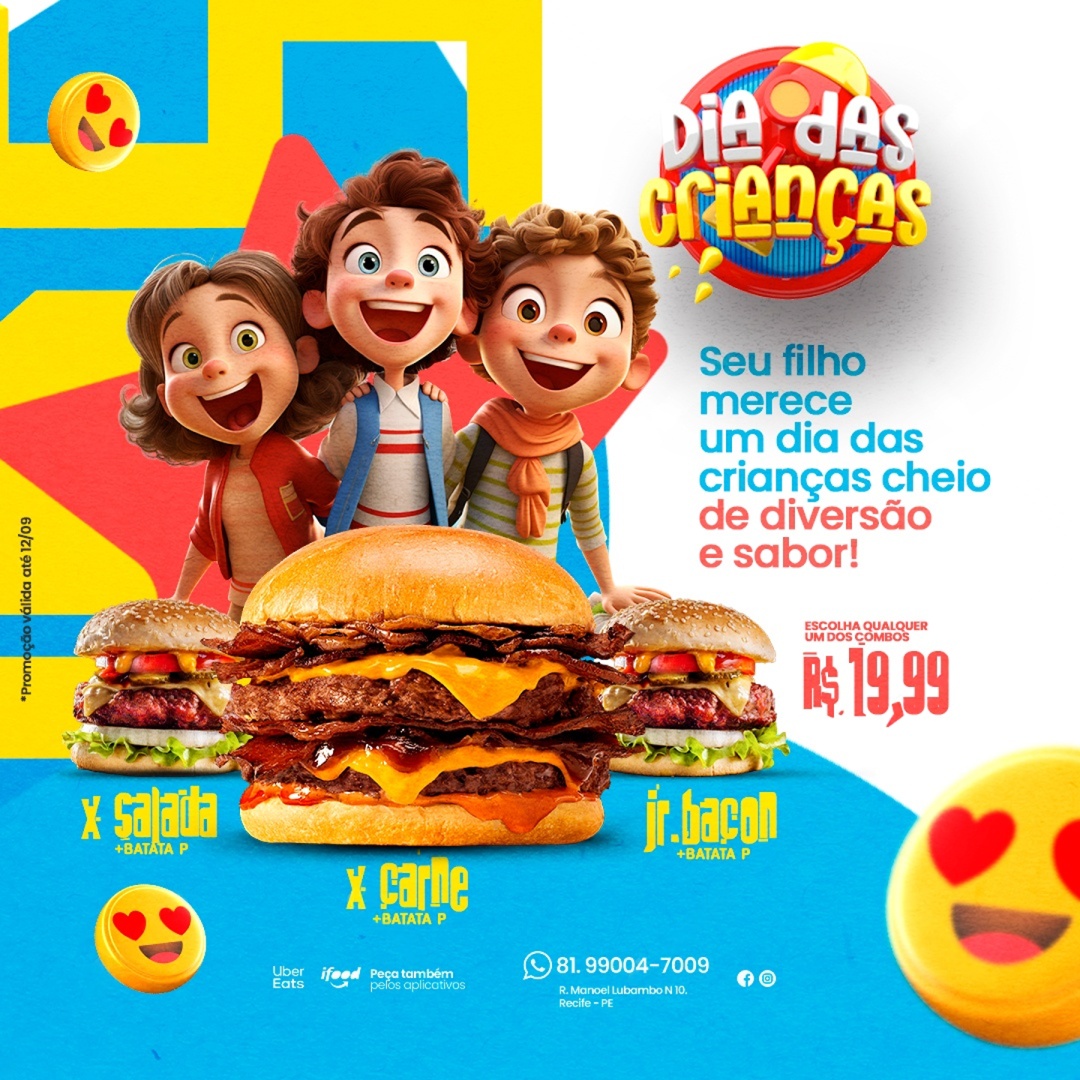 DIA DAS
CRIANÇAS
Seu filho
merece
um dia das
crianças cheio
de diversão
e sabor!
*Promoção válida até 12/09
ESCOLHA QUALQUER
UM DOS COMBOS
R$. 19,99
X SALADA
+BATATA P
X CARNE
+BATATA P
JR.BACON
+BATATA P
Uber
Eats
ifood
Peça também
pelos aplicativos
81. 99004-7009
R. Manoel Lubambo N 10.
Recife - PE